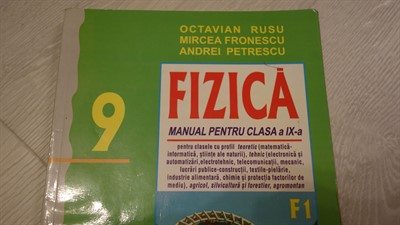 OCTAVIAN RUSU
MIRCEA FRONESCU
ANDREI PETRESCU
9
FIZICĂ
MANUAL PENTRU CLASA a IX-a
pentru clasele cu profil teoretic (matematică-
informatică, științe ale naturii), tehnic (electronică și
automatizări, electrotehnic, telecomunicații, mecanic,
lucrări publice-construcții, textile-pielărie,
industrie alimentară, chimie și protecția factorilor de
mediu), agricol, silvicultură și forestier, agromontan
F1